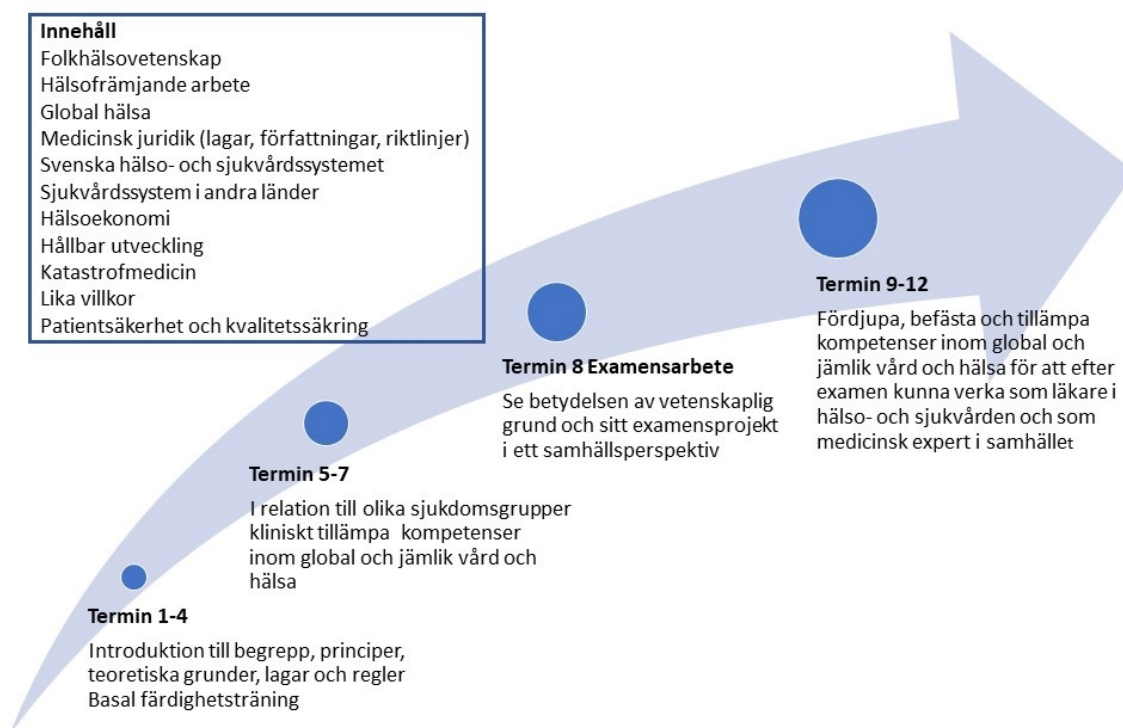 Innehåll
Folkhälsovetenskap
Hälsofrämjande arbete
Global hälsa
Medicinsk juridik (lagar, författningar, riktlinjer)
Svenska hälso- och sjukvårdssystemet
Sjukvårdssystem i andra länder
Hälsoekonomi
Hållbar utveckling
Katastrofmedicin
Lika villkor
Patientsäkerhet och kvalitetssäkring
Termin 1-4
Introduktion till begrepp, principer,
teoretiska grunder, lagar och regler
Basal färdighetsträning
Termin 5-7
I relation till olika sjukdomsgrupper
kliniskt tillämpa kompetenser
inom global och jämlik vård och
hälsa
Termin 8 Examensarbete
Se betydelsen av vetenskaplig
grund och sitt examensprojekt
i ett samhällsperspektiv
Termin 9-12
Fördjupa, befästa och tillämpa
kompetenser inom global och
jämlik vård och hälsa för att efter
examen kunna verka som läkare i
hälso- och sjukvården och som
medicinsk expert i samhället